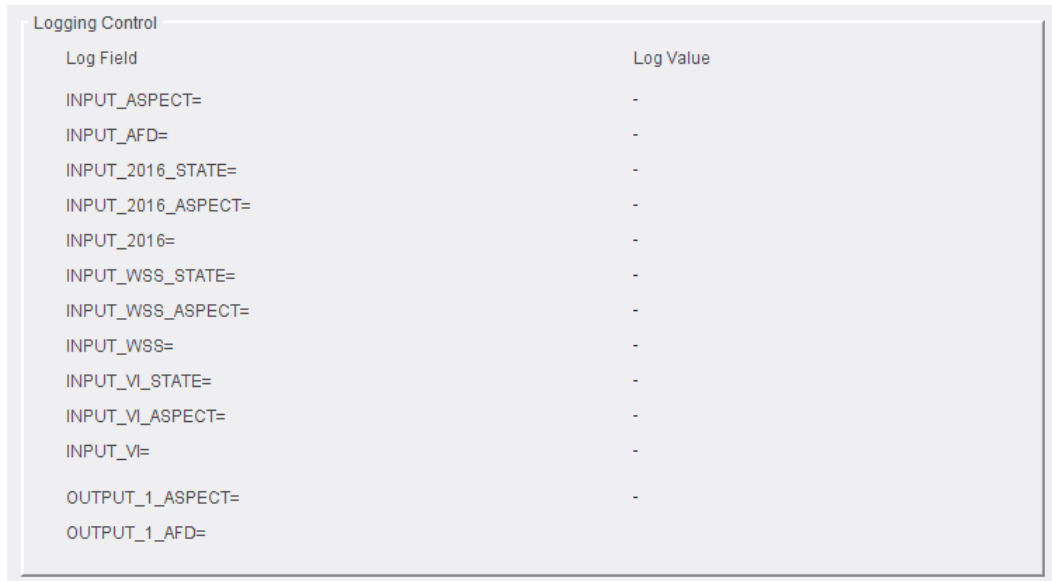 Logging Control
Log Field Log Value
INPUT_ASPECT= -
INPUT_AFD= -
INPUT_2016_STATE= -
INPUT_2016_ASPECT= -
INPUT_2016= -
INPUT_WSS_STATE= -
INPUT_WSS_ASPECT= -
INPUT_WSS= -
INPUT_VI_STATE= -
INPUT_VI_ASPECT= -
INPUT_VI= -
OUTPUT_1_ASPECT= -
OUTPUT_1_AFD=